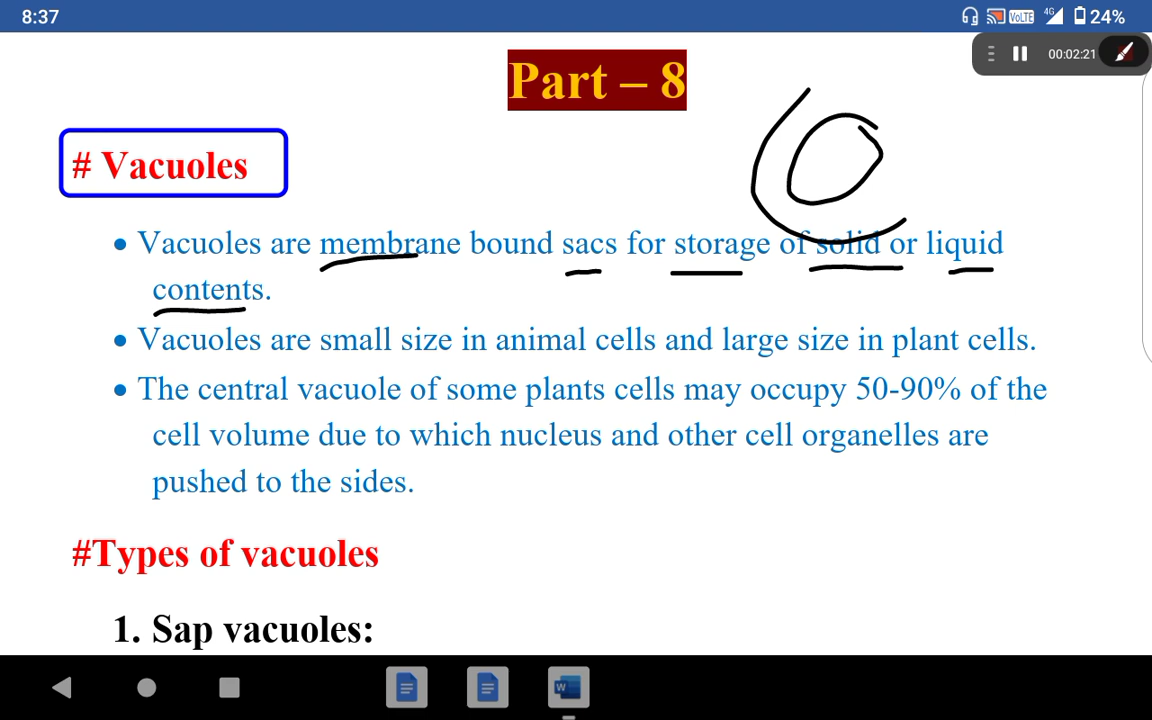 8:37
VoLTE 4G 24%
00:02:21
Part – 8
# Vacuoles
• Vacuoles are membrane bound sacs for storage of solid or liquid
contents.
• Vacuoles are small size in animal cells and large size in plant cells.
• The central vacuole of some plants cells may occupy 50-90% of the
cell volume due to which nucleus and other cell organelles are
pushed to the sides.
#Types of vacuoles
1. Sap vacuoles:
W